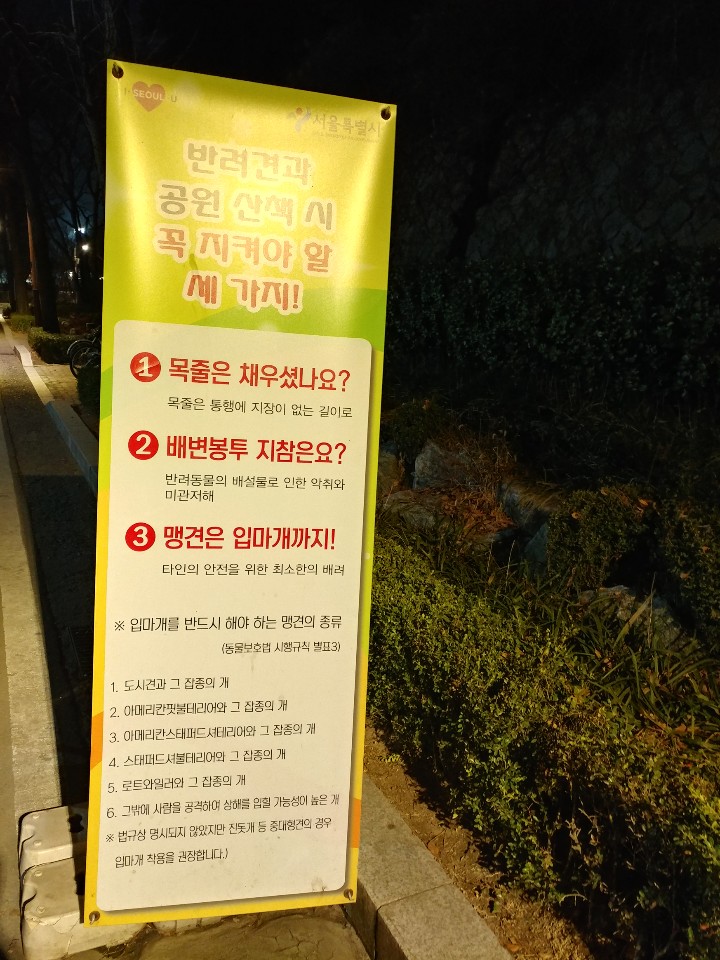 I·SEOUL·U
서울특별시
반려견과
공원 산책 시
꼭 지켜야 할
세 가지!
1 목줄은 채우셨나요?
목줄은 통행에 지장이 없는 길이로
2 배변봉투 지참은요?
반려동물의 배설물로 인한 악취와
미관저해
3 맹견은 입마개까지!
타인의 안전을 위한 최소한의 배려
※ 입마개를 반드시 해야 하는 맹견의 종류
(동물보호법 시행규칙 별표3)
1. 도사견과 그 잡종의 개
2. 아메리칸핏불테리어와 그 잡종의 개
3. 아메리칸스태퍼드셔테리어와 그 잡종의 개
4. 스태퍼드셔불테리어와 그 잡종의 개
5. 로트와일러와 그 잡종의 개
6. 그밖에 사람을 공격하여 상해를 입힐 가능성이 높은 개
※ 법규상 명시되지 않았지만 진돗개 등 중대형견의 경우
입마개 착용을 권장합니다.)